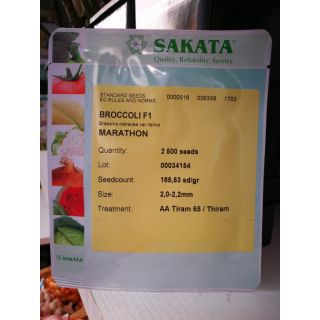 SAKATA®
Quality, Reliability, Service
STANDARD SEEDS
EC RULES AND NORMS
0000516 006358 1703
BROCCOLI F1
Brassica oleracea var italica
MARATHON
Quantity: 2 500 seeds
Lot: 00034154
Seedcount: 185,53 sd/gr
Size: 2,0-2,2mm
Treatment: AA Tiram 65 / Thiram
SAKATA